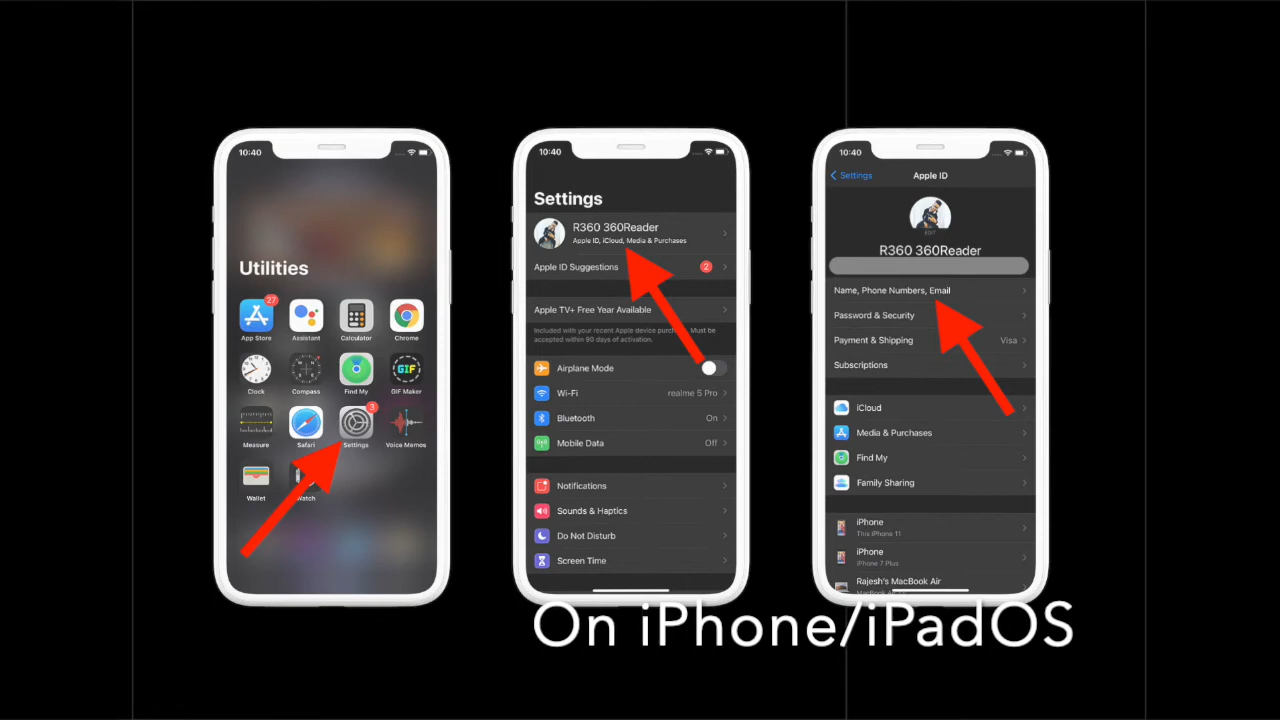 10:40
Utilities
27
App Store
Assistant
Calculator
Chrome
Clock
Compass
Find My
GIF
GIF Maker
3
Measure
Safari
Settings
Voice Memos
Wallet
Watch
10:40
Settings
R360 360Reader
Apple ID, iCloud, Media & Purchases
Apple ID Suggestions
2
Apple TV+ Free Year Available
Included with your recent Apple device Must be
accepted within 90 days of activation.
Airplane Mode
Wi-Fi
realme 5 Pro
Bluetooth
On
Mobile Data
Off
Notifications
Sounds & Haptics
Do Not Disturb
Screen Time
10:40
Settings
Apple ID
EDIT
R360 360Reader
Name, Phone Numbers, Email
Password & Security
Payment & Shipping
Visa
Subscriptions
iCloud
Media & Purchases
Find My
Family Sharing
iPhone
This iPhone 11
iPhone
iPhone 7 Plus
Rajesh's MacBook Air
On iPhone/iPadOS